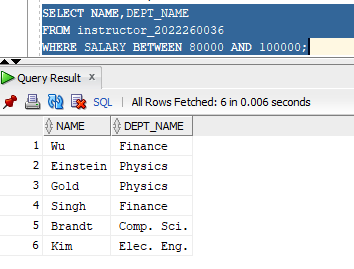 SELECT NAME,DEPT_NAME
FROM instructor_2022260036
WHERE SALARY BETWEEN 80000 AND 100000;
Query Result x
SQL | All Rows Fetched: 6 in 0.006 seconds
NAME DEPT_NAME
1 Wu Finance
2 Einstein Physics
3 Gold Physics
4 Singh Finance
5 Brandt Comp. Sci.
6 Kim Elec. Eng.